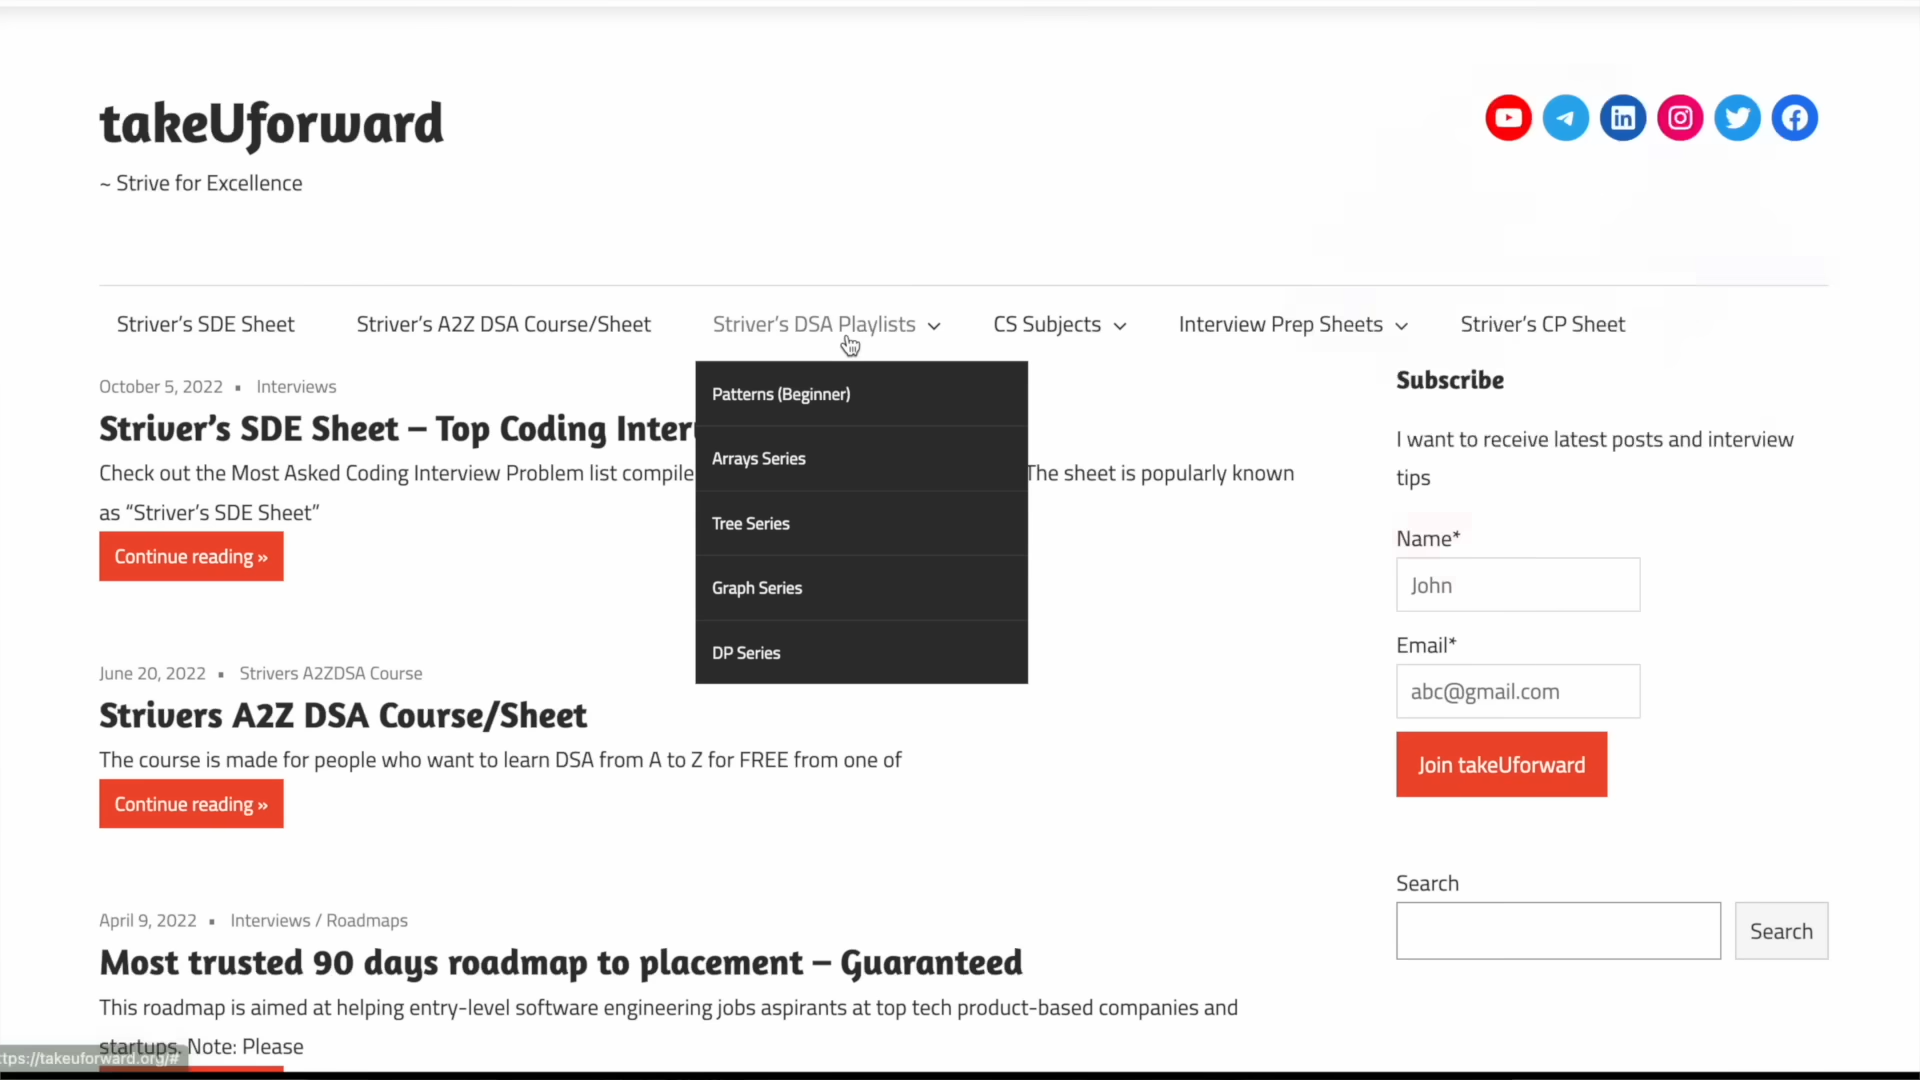 takeUforward
~ Strive for Excellence
Striver's SDE Sheet
Striver's A2Z DSA Course/Sheet
Striver's DSA Playlists
CS Subjects
Interview Prep Sheets
Striver's CP Sheet
Patterns (Beginner)
Arrays Series
Tree Series
Graph Series
DP Series
October 5, 2022 ▪ Interviews
Striver's SDE Sheet – Top Coding Inter
Check out the Most Asked Coding Interview Problem list compile The sheet is popularly known
as “Striver's SDE Sheet”
Continue reading »
June 20, 2022 ▪ Strivers A2ZDSA Course
Strivers A2Z DSA Course/Sheet
The course is made for people who want to learn DSA from A to Z for FREE from one of
Continue reading »
April 9, 2022 ▪ Interviews / Roadmaps
Most trusted 90 days roadmap to placement – Guaranteed
This roadmap is aimed at helping entry-level software engineering jobs aspirants at top tech product-based companies and
startups. Note: Please
ttps://takeuforward.org/#
Subscribe
I want to receive latest posts and interview
tips
Name*
John
Email*
abc@gmail.com
Join takeUforward
Search
Search